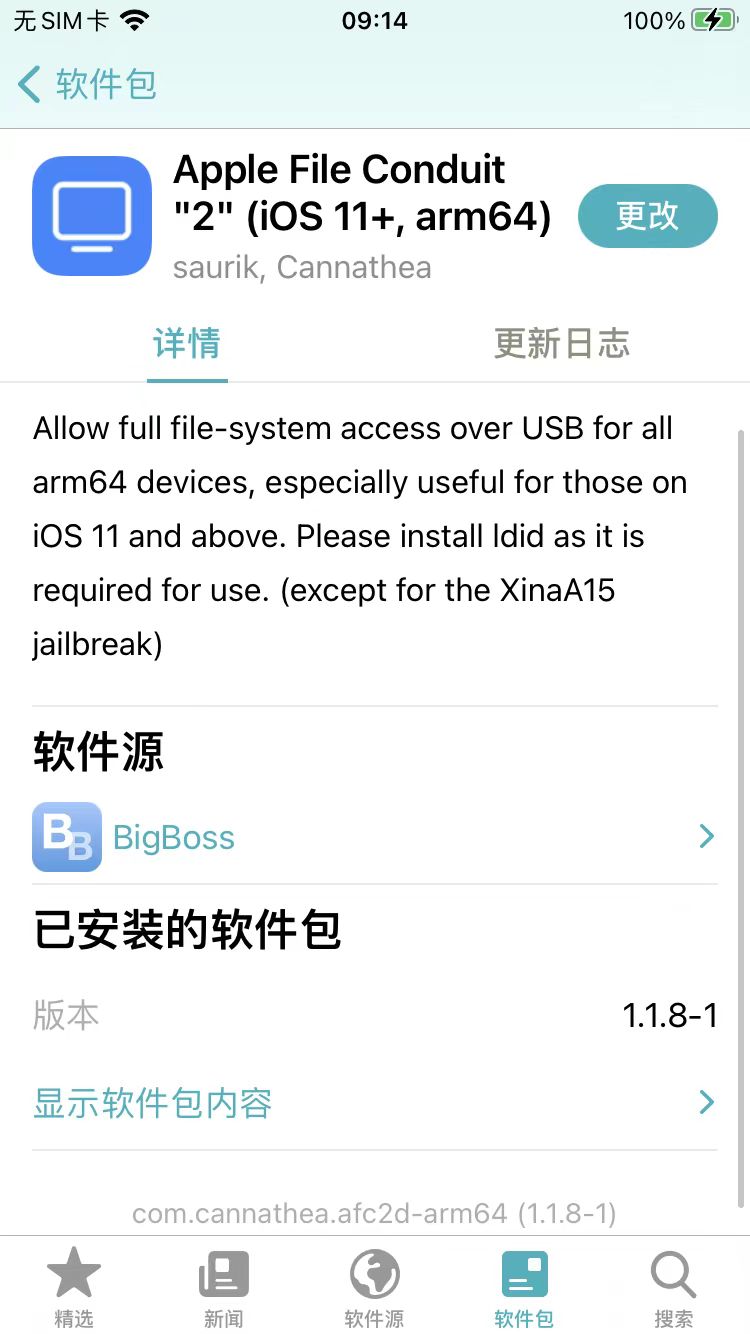 无SIM卡 09:14 100%
软件包
Apple File Conduit
"2" (iOS 11+, arm64)
更改
saurik, Cannathea
详情 更新日志
Allow full file-system access over USB for all
arm64 devices, especially useful for those on
iOS 11 and above. Please install ldid as it is
required for use. (except for the XinaA15
jailbreak)
软件源
BB BigBoss
已安装的软件包
版本 1.1.8-1
显示软件包内容
com.cannathea.afc2d-arm64 (1.1.8-1)
精选 新闻 软件源 软件包 搜索